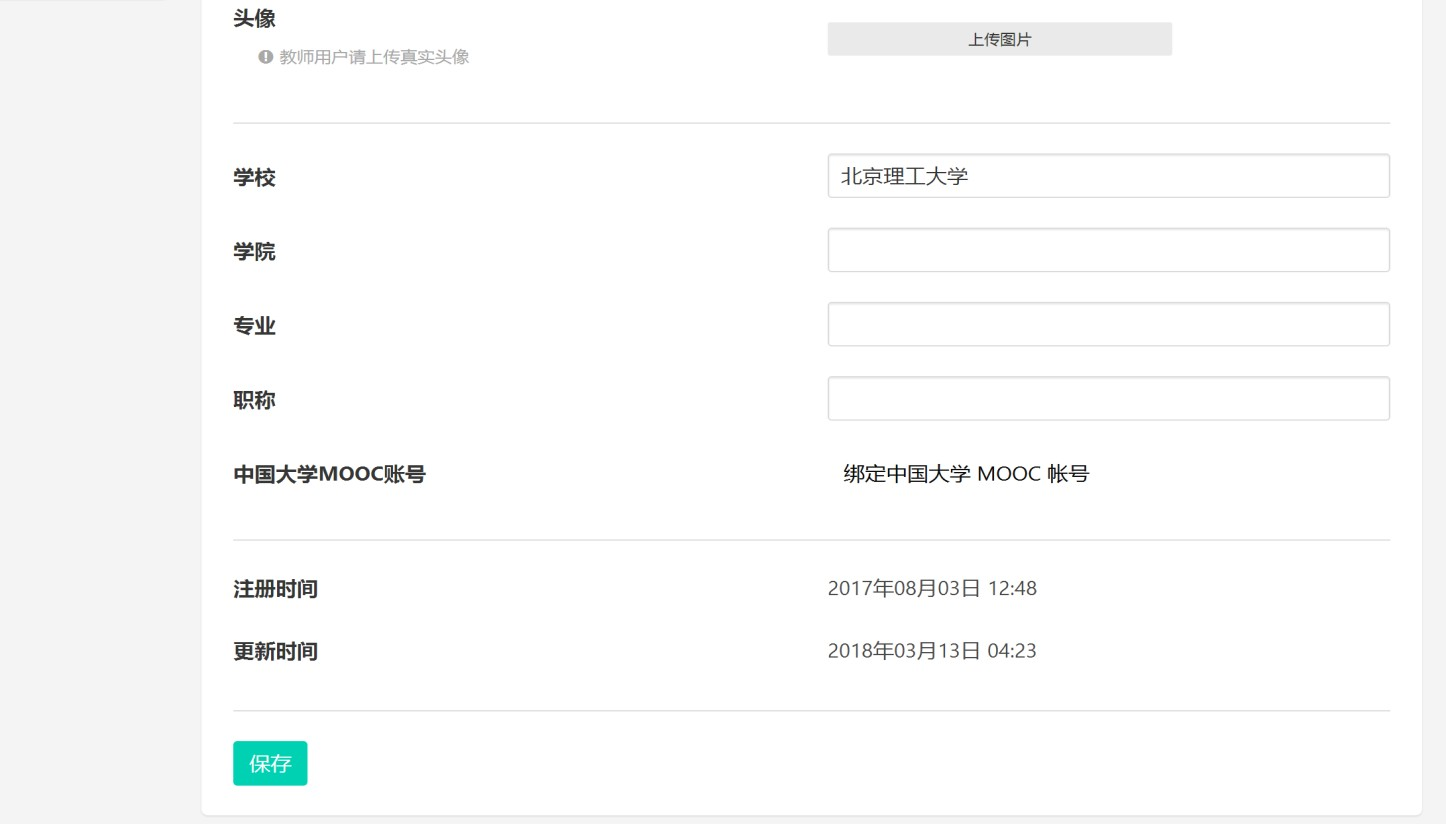 头像
上传图片
教师用户请上传真实头像
学校
北京理工大学
学院
专业
职称
中国大学MOOC账号
绑定中国大学 MOOC 帐号
注册时间
2017年08月03日 12:48
更新时间
2018年03月13日 04:23
保存